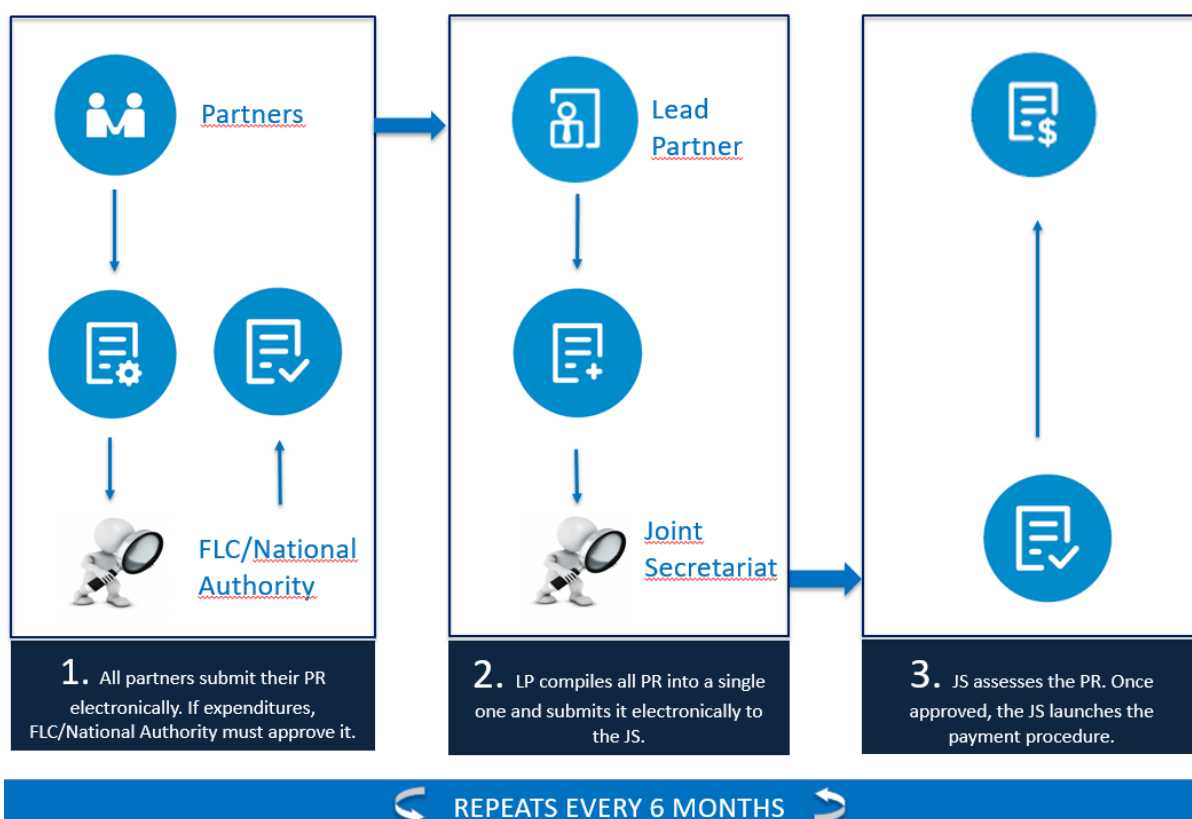 Partners
FLC/National
Authority
1. All partners submit their PR
electronically. If expenditures,
FLC/National Authority must approve it.
Lead
Partner
Joint
Secretariat
2. LP compiles all PR into a single
one and submits it electronically to
the JS.
$
3. JS assesses the PR. Once
approved, the JS launches the
payment procedure.
REPEATS EVERY 6 MONTHS